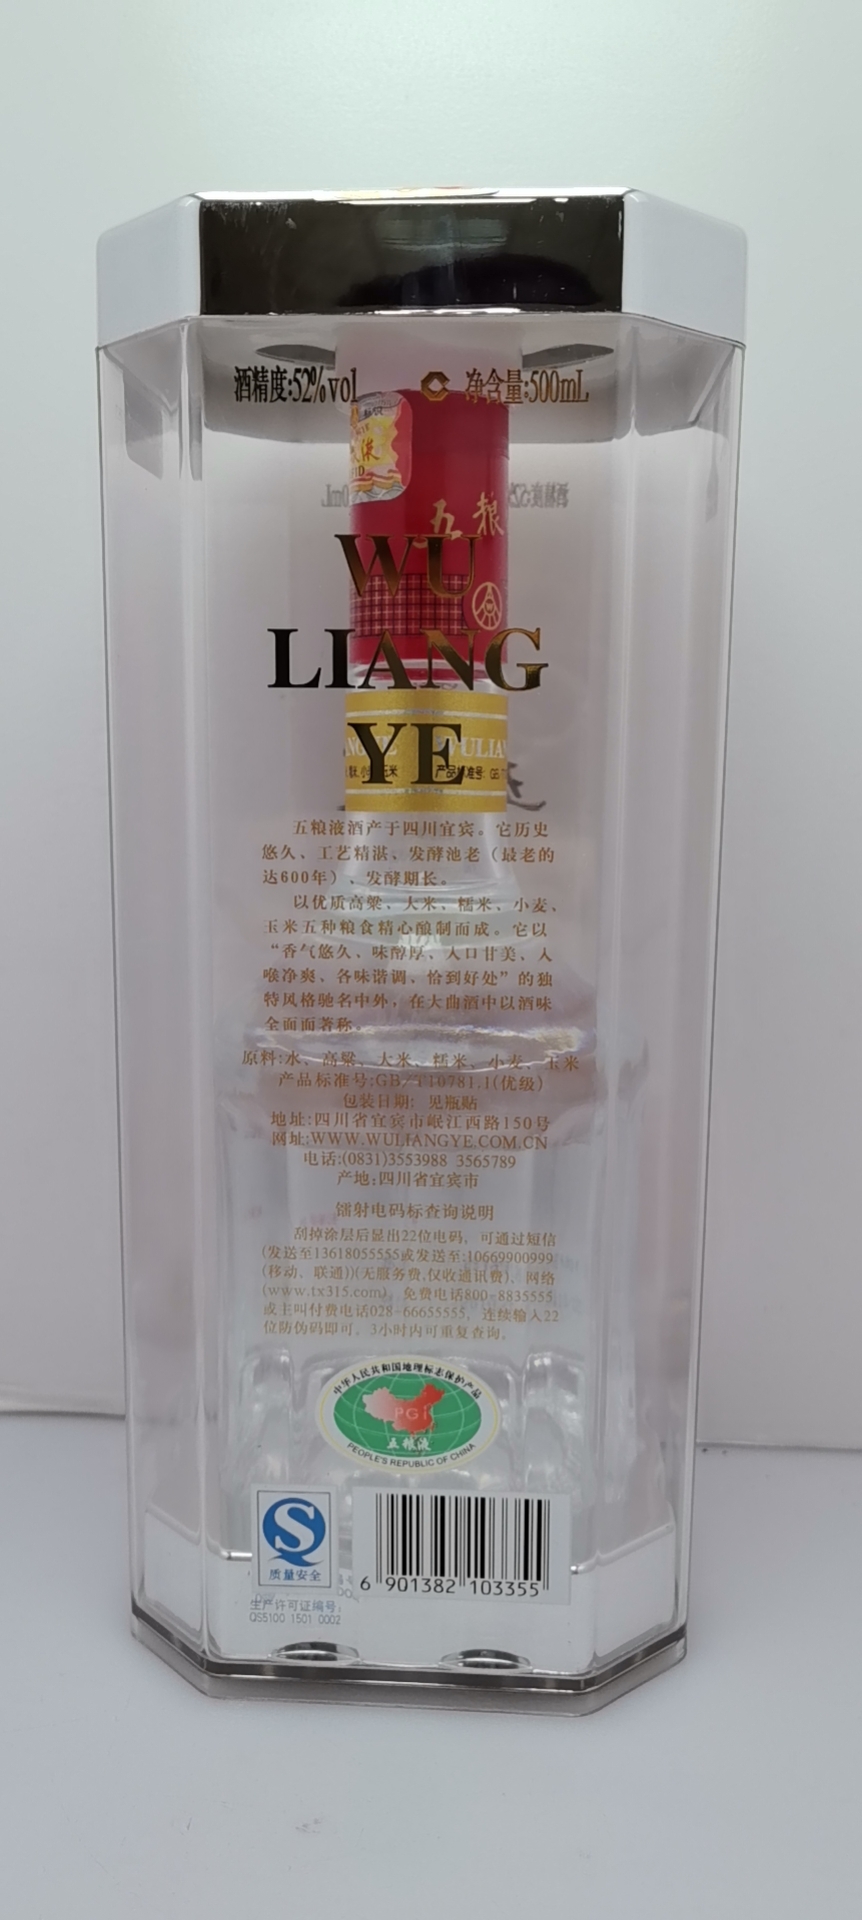 酒精度:52%vol 净含量:500mL
五粮
WU
LIANG
YE
五粮液酒产于四川宜宾。它历史
悠久、工艺精湛、发酵池老（最老的
达600年）、发酵期长。
以优质高粱、大米、糯米、小麦、
玉米五种粮食精心酿制而成。它以
“香气悠久、味醇厚、入口甘美、入
喉净爽、各味谐调、恰到好处”的独
特风格驰名中外，在大曲酒中以酒味
全面而著称。
原料:水、高粱、大米、糯米、小麦、玉米
产品标准号:GB/T10781.1(优级)
包装日期: 见瓶贴
地址:四川省宜宾市岷江西路150号
网址:WWW.WULIANGYE.COM.CN
电话:(0831)3553988 3565789
产地:四川省宜宾市
镭射电码标查询说明
刮掉涂层后显出22位电码，可通过短信
(发送至13618055555或发送至:10669900999
(移动、联通))(无服务费,仅收通讯费)、网络
(www.tx315.com)、免费电话800-8835555,
或主叫付费电话028-66655555, 连续输入22
位防伪码即可。3小时内可重复查询。
中华人民共和国地理标志保护产品
PGI
五粮液
PEOPLE'S REPUBLIC OF CHINA
质量安全
6 901382 103355
生产许可证编号:
QS5100 1501 0002